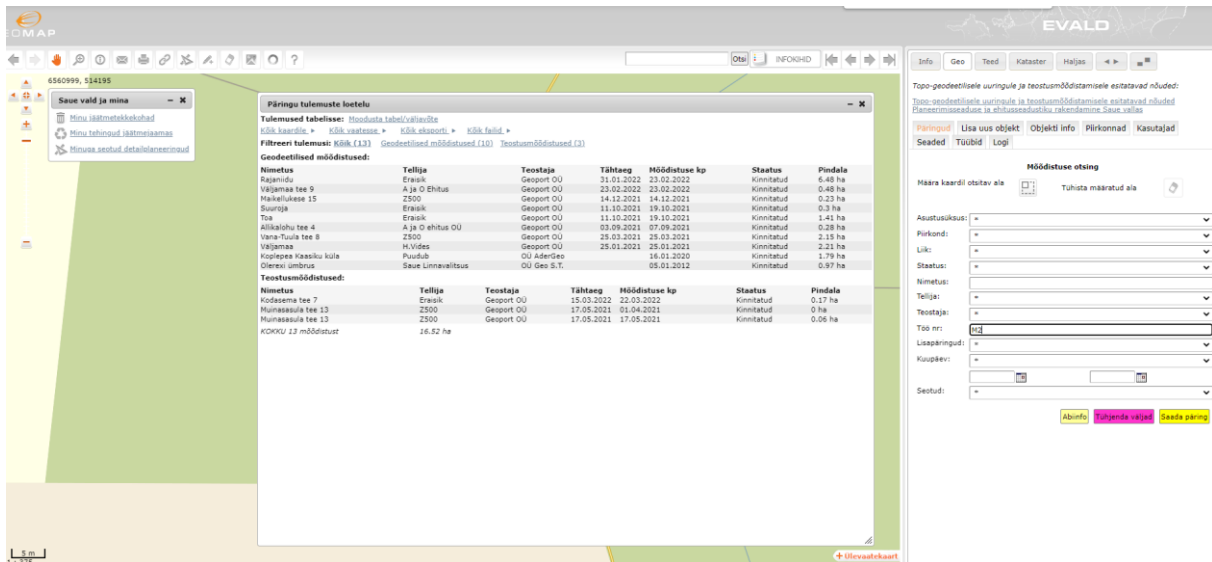 EOMAP
EVALD
?
Otsi
INFOKIHID
6560999, 514195
Saue vald ja mina
Minu jäätmetekkekohad
Minu tehingud jäätmejaamas
Minuga seotud detailplaneeringud
Päringu tulemuste loetelu
Tulemused tabelisse: Moodusta tabel/väljavõte
Kõik kaardile ▸ Kõik vaatesse ▸ Kõik eksporti ▸ Kõik failid ▸
Filtreeri tulemusi: Kõik (13) Geodeetilised mõõdistused (10) Teostusmõõdistused (3)
Geodeetilised mõõdistused:
Nimetus Tellija Teostaja Tähtaeg Mõõdistuse kp Staatus Pindala
Rajaniidu Eraisik Geoport OÜ 31.01.2022 23.02.2022 Kinnitatud 6.48 ha
Väljamaa tee 9 A ja O Ehitus Geoport OÜ 23.02.2022 23.02.2022 Kinnitatud 0.48 ha
Maikellukese 15 Z500 Geoport OÜ 14.12.2021 14.12.2021 Kinnitatud 0.23 ha
Suuroja Eraisik Geoport OÜ 11.10.2021 19.10.2021 Kinnitatud 0.3 ha
Toa Eraisik Geoport OÜ 11.10.2021 19.10.2021 Kinnitatud 1.41 ha
Allikalohu tee 4 A ja O ehitus OÜ Geoport OÜ 03.09.2021 07.09.2021 Kinnitatud 0.28 ha
Vana-Tuula tee 8 Z500 Geoport OÜ 25.03.2021 25.03.2021 Kinnitatud 2.15 ha
Väljamaa H.Vides Geoport OÜ 25.01.2021 25.01.2021 Kinnitatud 2.21 ha
Koplepea Kaasiku küla Puudub OÜ AderGeo 16.01.2020 Kinnitatud 1.79 ha
Olerexi ümbrus Saue Linnavalitsus OÜ Geo S.T. 05.01.2012 Kinnitatud 0.97 ha
Teostusmõõdistused:
Nimetus Tellija Teostaja Tähtaeg Mõõdistuse kp Staatus Pindala
Kodasema tee 7 Eraisik Geoport OÜ 15.03.2022 22.03.2022 Kinnitatud 0.17 ha
Muinasasula tee 13 Z500 Geoport OÜ 17.05.2021 01.04.2021 Kinnitatud 0 ha
Muinasasula tee 13 Z500 Geoport OÜ 17.05.2021 17.05.2021 Kinnitatud 0.06 ha
KOKKU 13 mõõdistust 16.52 ha
5 m
+ Ülevaatekaart
Info Geo Teed Kataster Haljas
Topo-geodeetilisele uuringule ja teostusmõõdistamisele esitatavad nõuded:
Topo-geodeetilisele uuringule ja teostusmõõdistamisele esitatavad nõuded
Planeerimisseaduse ja ehitusseadustiku rakendamine Saue vallas
Päringud Lisa uus objekt Objekti info Piirkonnad Kasutajad
Seaded Tüübid Logi
Mõõdistuse otsing
Määra kaardil otsitav ala Tühista määratud ala
Asustusüksus: =
Piirkond: =
Liik: =
Staatus: =
Nimetus:
Tellija: =
Teostaja: =
Töö nr: M2
Lisapäringud: =
Kuupäev: =
Seotud: =
Abiinfo Tühjenda väljad Saada päring